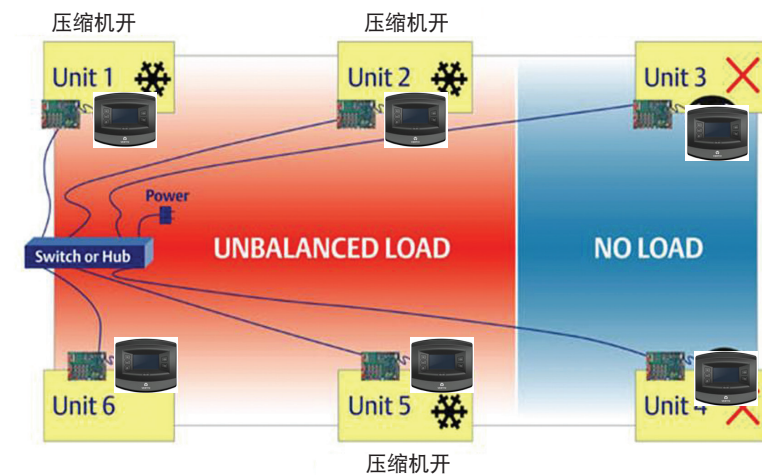 压缩机开
压缩机开
Unit 1
Unit 2
Unit 3
Power
Switch or Hub
UNBALANCED LOAD
NO LOAD
Unit 6
Unit 5
Unit 4
压缩机开